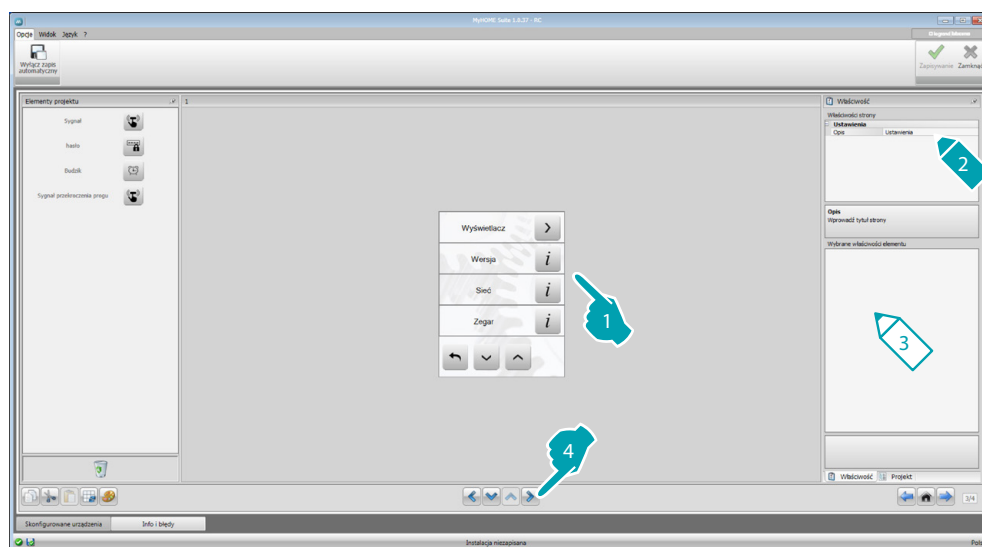 MyHOME Suite 1.0.27 - RC
Opcje Widok Język ?
Wyłącz zapis
automatyczny
Zapisywanie Zamknąć
Elementy projektu
1
Właściwość
Sygnał
hasło
Budzik
Sygnał przekroczenia progu
Właściwości strony
Ustawienia
Opis Ustawienia
2
Opis
Wprowadź tytuł strony
Wybrane właściwości elementu
Wyświetlacz
Wersja i
Sieć i
Zegar i
1
3
4
Właściwość Projekt
3/4
Skonfigurowane urządzenia Info i błędy
Instalacja niezapisana